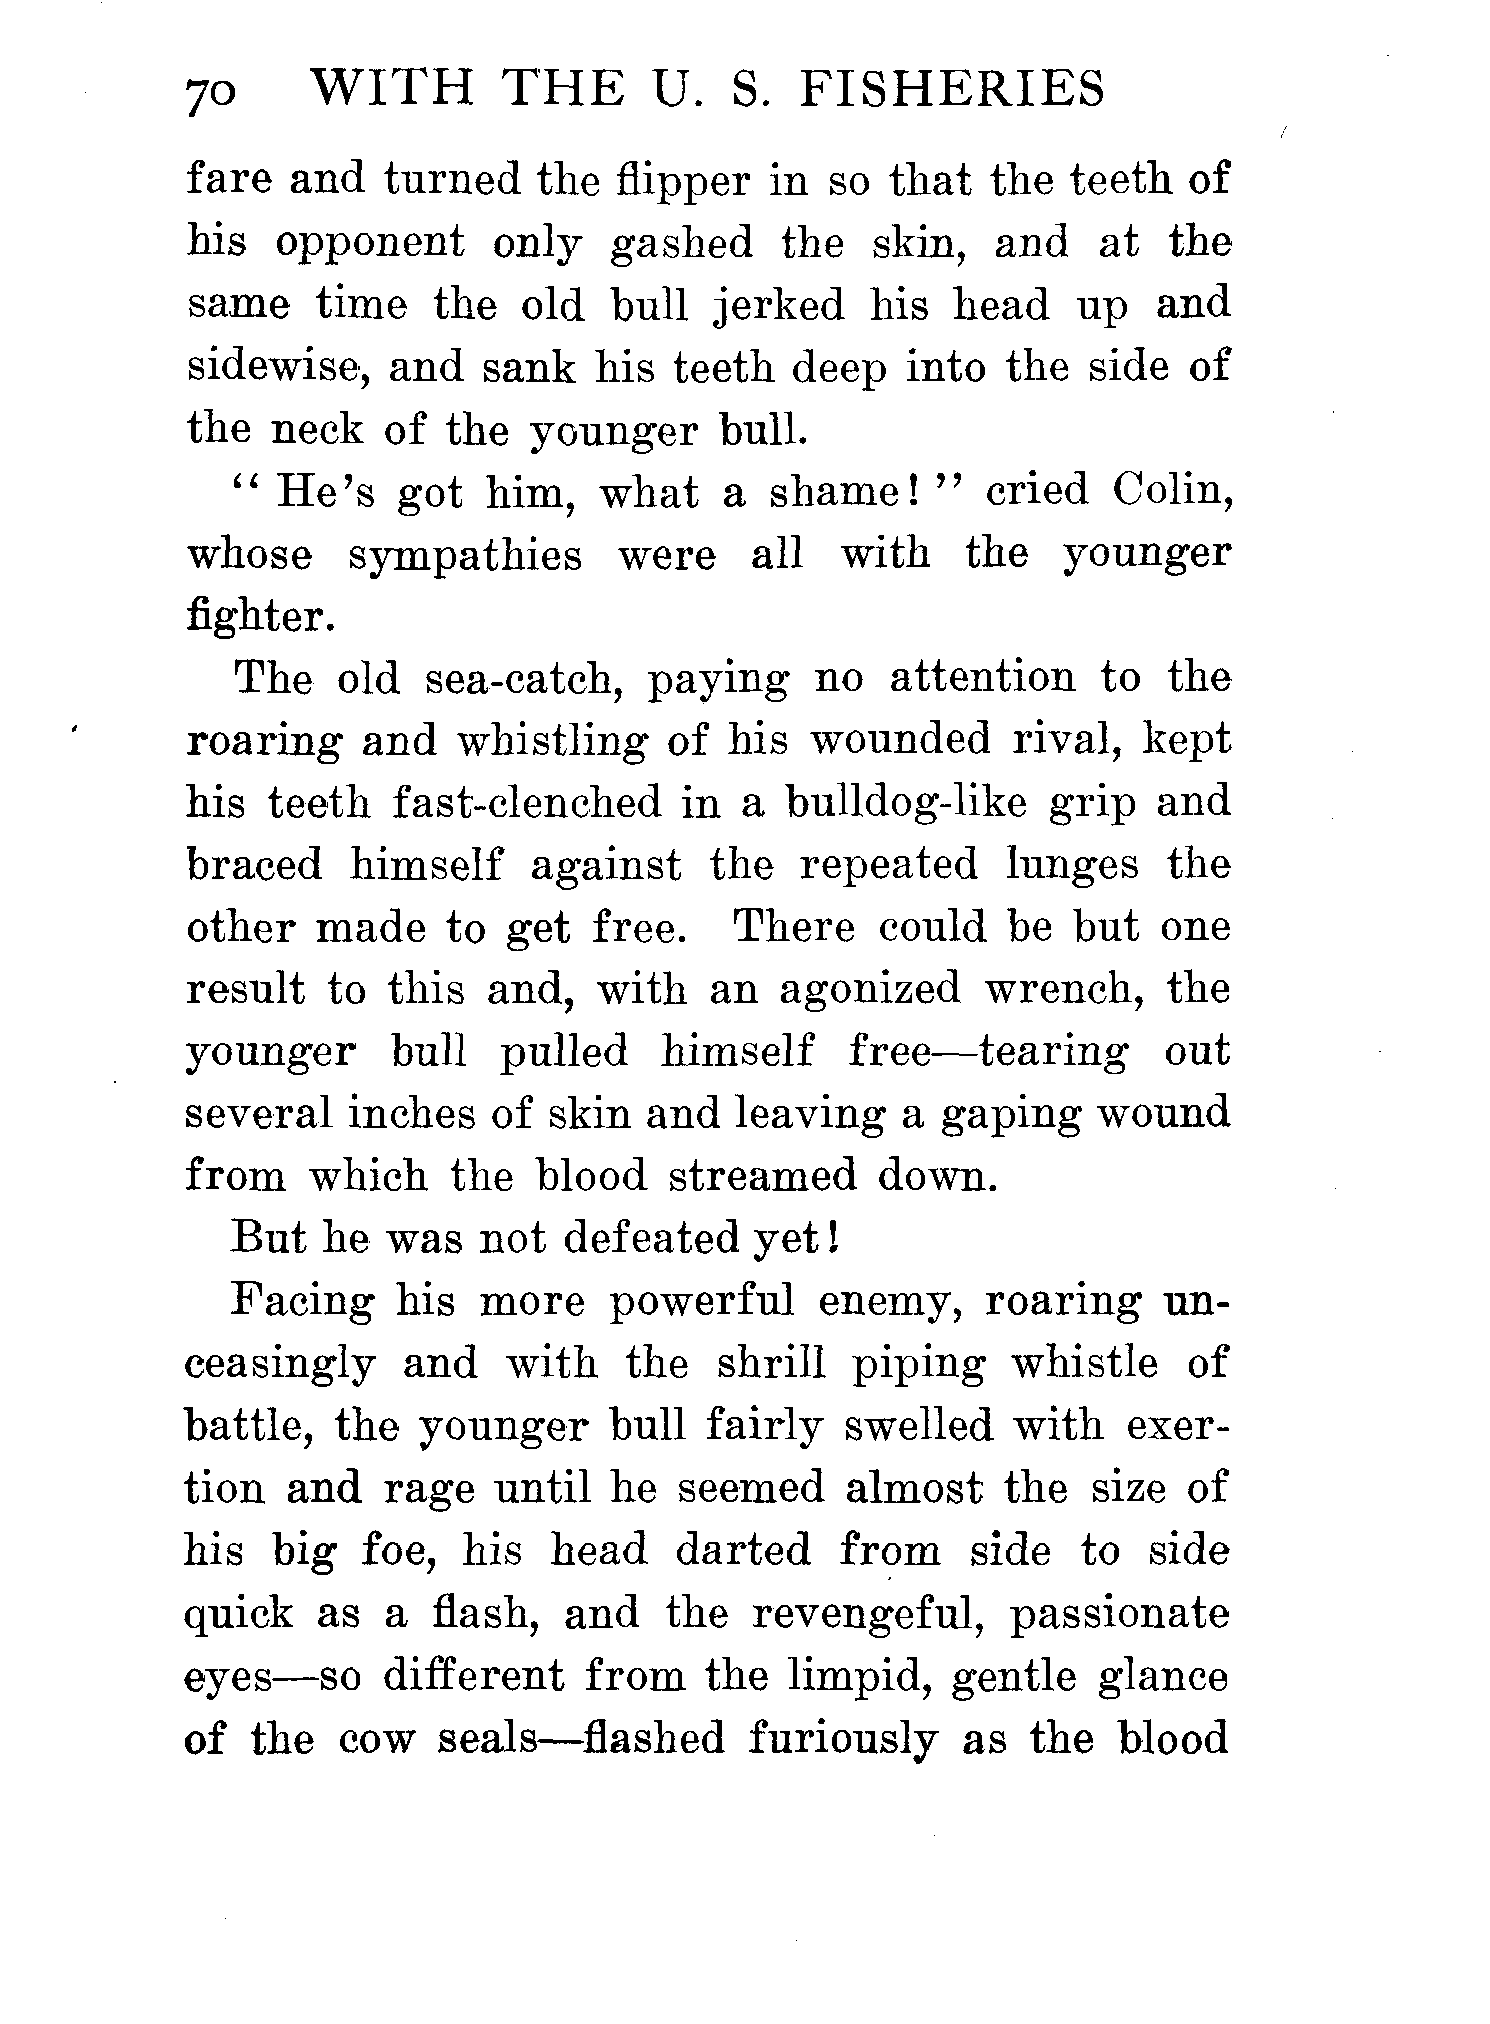 70 WITH THE U. S. FISHERIES
fare and turned the flipper in so that the teeth of
his opponent only gashed the skin, and at the
same time the old bull jerked his head up and
sidewise, and sank his teeth deep into the side of
the neck of the younger bull.
“ He’s got him, what a shame! ” cried Colin,
whose sympathies were all with the younger
fighter.
The old sea-catch, paying no attention to the
roaring and whistling of his wounded rival, kept
his teeth fast-clenched in a bulldog-like grip and
braced himself against the repeated lunges the
other made to get free. There could be but one
result to this and, with an agonized wrench, the
younger bull pulled himself free—tearing out
several inches of skin and leaving a gaping wound
from which the blood streamed down.
But he was not defeated yet!
Facing his more powerful enemy, roaring un-
ceasingly and with the shrill piping whistle of
battle, the younger bull fairly swelled with exer-
tion and rage until he seemed almost the size of
his big foe, his head darted from side to side
quick as a flash, and the revengeful, passionate
eyes—so different from the limpid, gentle glance
of the cow seals—flashed furiously as the blood